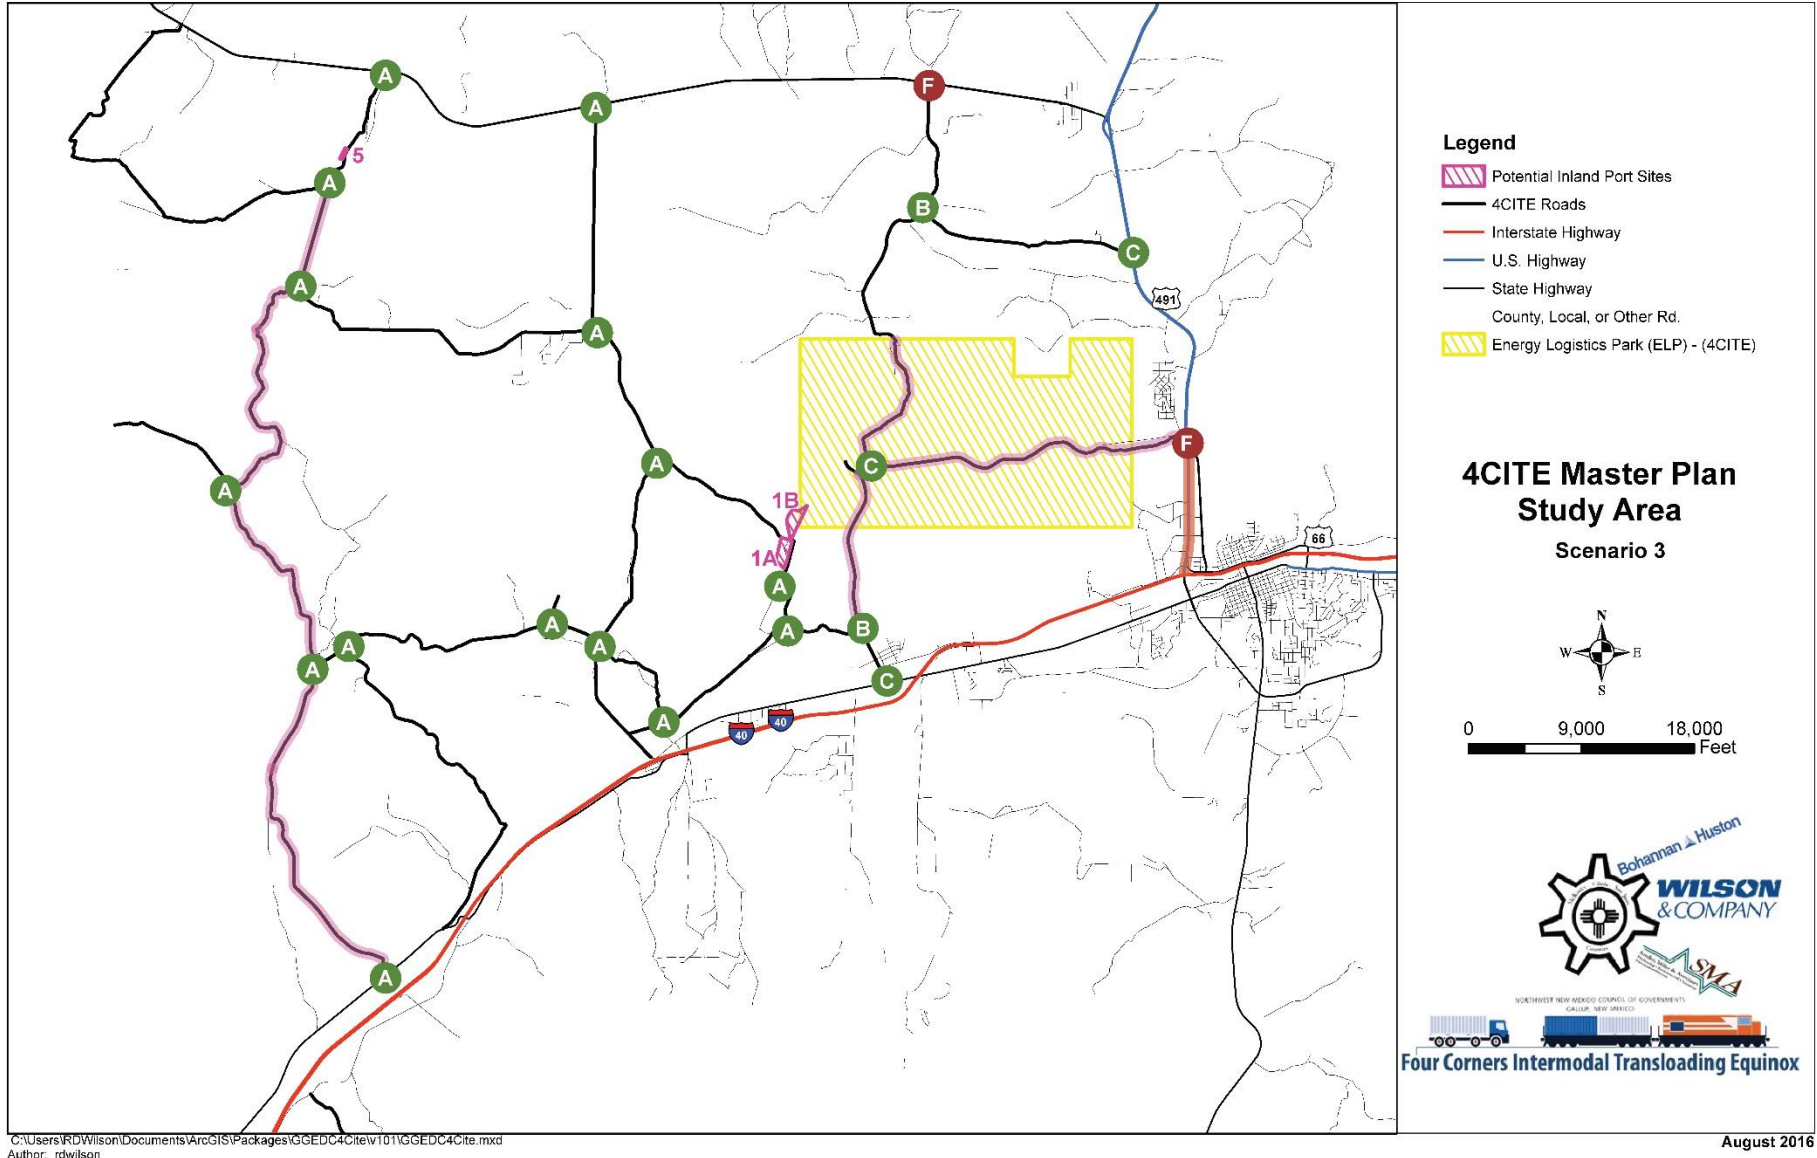 A
A
F
5
A
B
C
A
491
A
F
A
C
A
1B
66
1A
A
A
A
A
B
A
A
C
A
40
40
A
Legend
Potential Inland Port Sites
4CITE Roads
Interstate Highway
U.S. Highway
State Highway
County, Local, or Other Rd.
Energy Logistics Park (ELP) - (4CITE)
4CITE Master Plan
Study Area
Scenario 3
N
W E
S
0 9,000 18,000
Feet
Bohannan Huston
WILSON
&COMPANY
SMA
NORTHWEST NEW MEXICO COUNCIL OF GOVERNMENTS
GALLUP, NEW MEXICO
Four Corners Intermodal Transloading Equinox
C:\Users\RDWilson\Documents\ArcGIS\Packages\GGEDC4Cite\v101\GGEDC4Cite.mxd
Author: rdwilson
August 2016